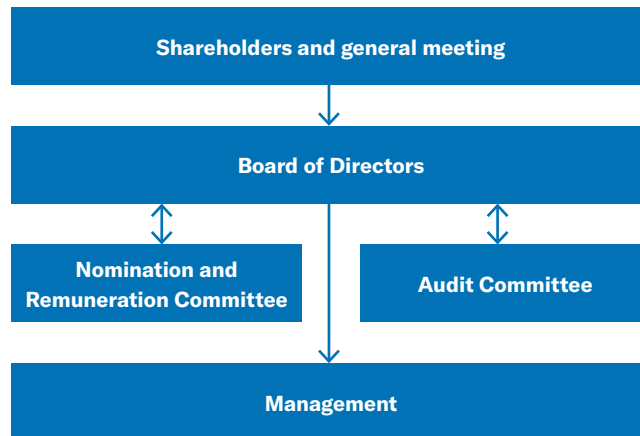 Shareholders and general meeting
Board of Directors
Nomination and
Remuneration Committee
Audit Committee
Management